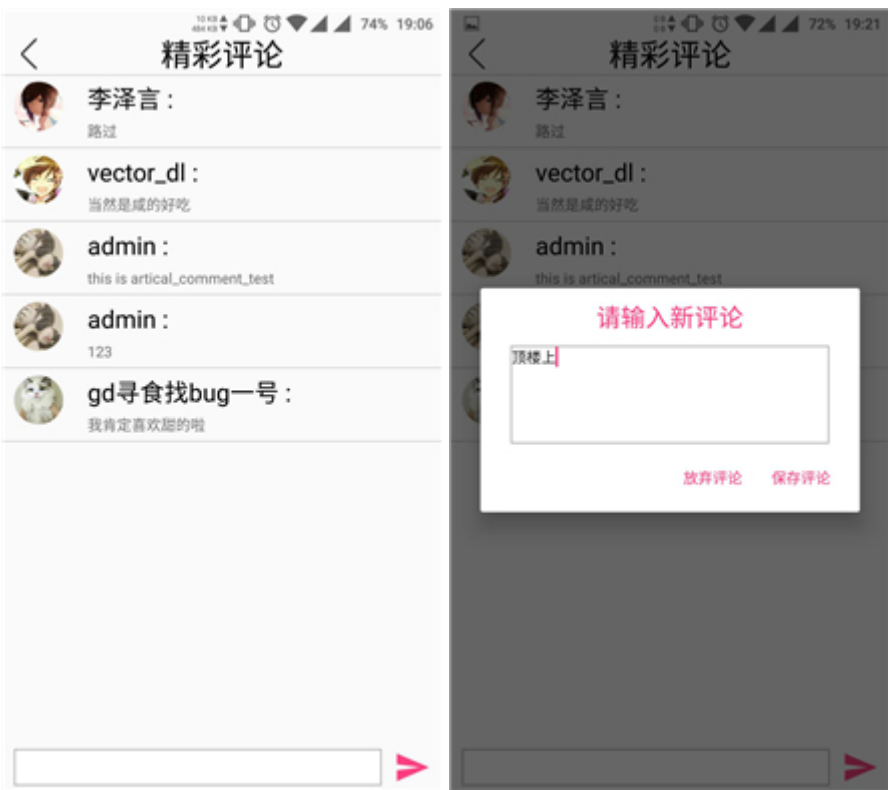 74% 19:06
精彩评论
李泽言 :
路过
vector_dl :
当然是咸的好吃
admin :
this is artical_comment_test
admin :
123
gd寻食找bug一号 :
我肯定喜欢甜的啦
72% 19:21
精彩评论
李泽言 :
路过
vector_dl :
当然是咸的好吃
admin :
this is artical_comment_test
请输入新评论
顶楼上
放弃评论 保存评论